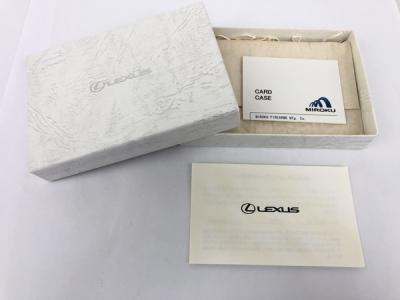 LEXUS
CARD
CASE
MIROKU
MIROKU FIREARMS Mfg. Co.
LEXUS